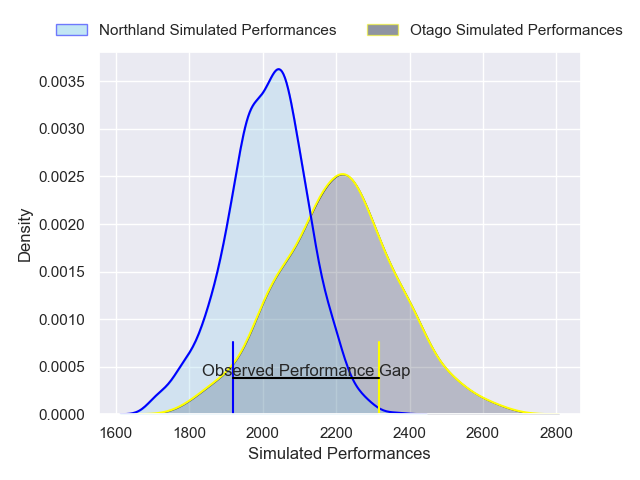 Northland Simulated Performances
Otago Simulated Performances
0.0035
0.0030
0.0025
0.0020
0.0015
0.0010
0.0005
0.0000
Density
Observed Performance Gap
1600 1800 2000 2200 2400 2600 2800
Simulated Performances